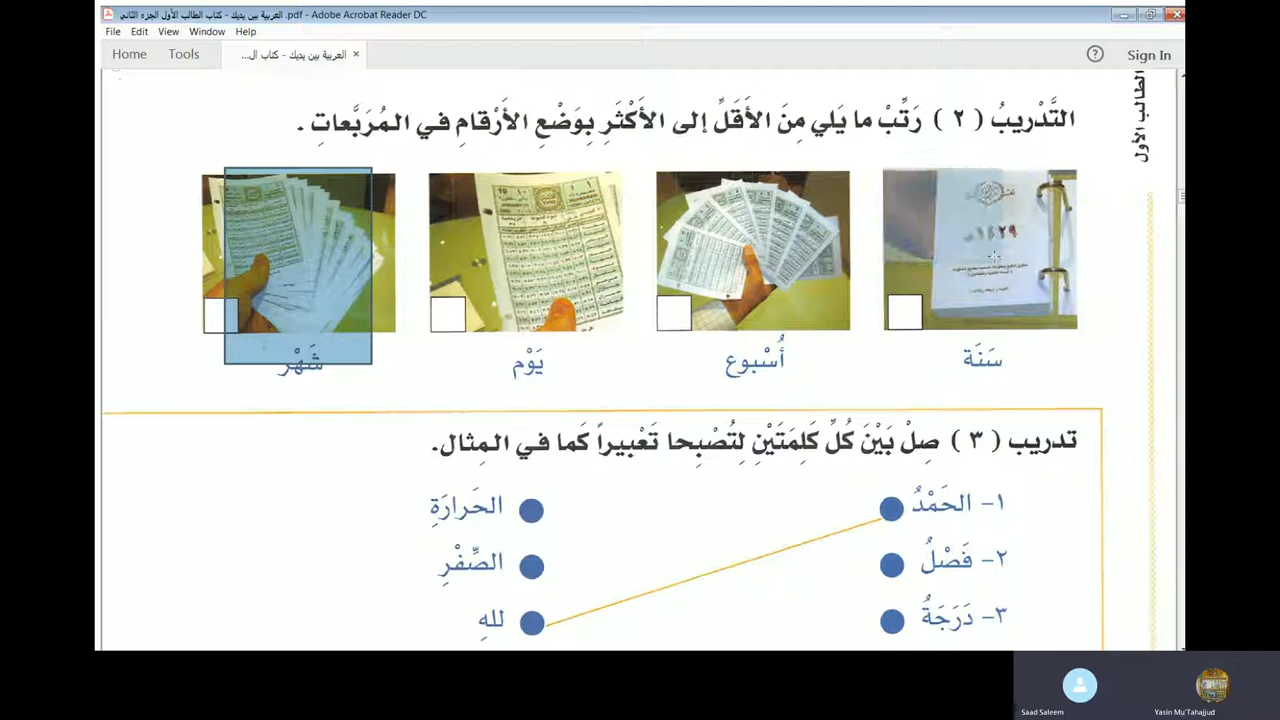 العربية بين يديك - كتاب الطالب الأول الجزء الثاني .pdf - Adobe Acrobat Reader DC
File Edit View Window Help
Home Tools العربية بين يديك - كتاب ال... × Sign In
الطالب الأول
التَّدْريبُ ( ٢ ) رَتِّبْ ما يَلي مِنَ الأَقَلِّ إلى الأَكْثَرِ بِوَضْعِ الأَرْقامِ في المُرَبَّعاتِ .
١٤٢٩هـ
سَنَة
أُسْبوع
يَوْم
شَهْر
تدريب ( ٣ ) صِلْ بَيْنَ كُلِّ كَلِمَتَيْنِ لِتُصْبِحا تَعْبيراً كَما في المِثال.
١- الحَمْدُ الحَرارَةِ
٢- فَصْلُ الصِّفْرِ
٣- دَرَجَةُ للهِ
Saad Saleem
Yasin Mu'Tahajjud